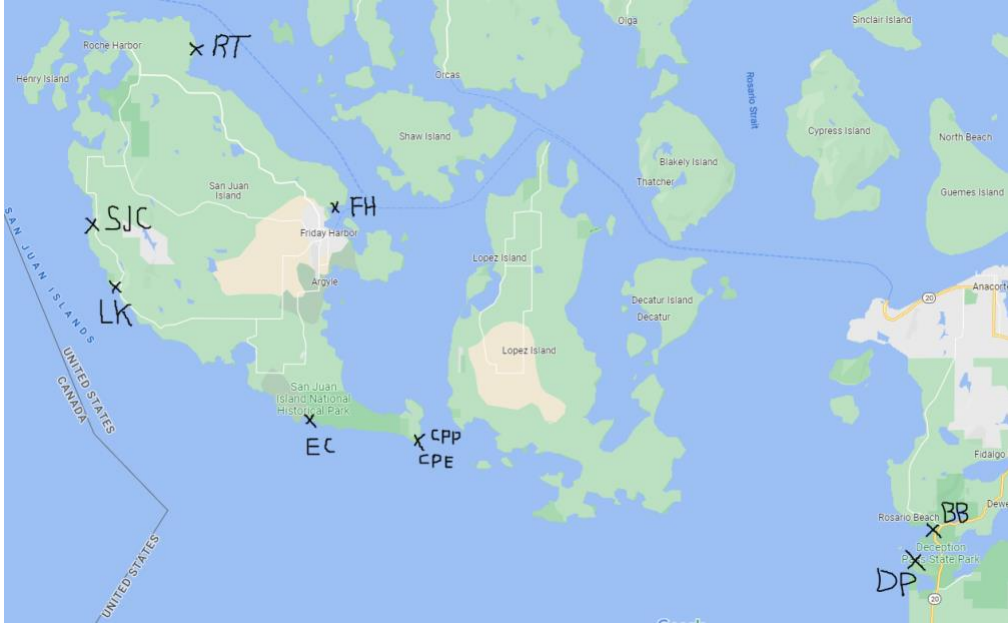 Olga
Sinclair Island
Roche Harbor
RT
Henry Island
Orcas
Rosario Strait
Shaw Island
Cypress Island
North Beach
Blakely Island
Thatcher
San Juan
Island
Guemes Island
SJC
FH
Friday Harbor
SAN JUAN ISLANDS
Lopez Island
Argyle
LK
Decatur Island
Decatur
20
Anacort
UNITED STATES
CANADA
Lopez Island
San Juan
Island National
Historical Park
EC
CPP
CPE
Fidalgo
Rosario Beach
BB
Dewe
Deception
Pass State Park
DP
UNITED STATES
20